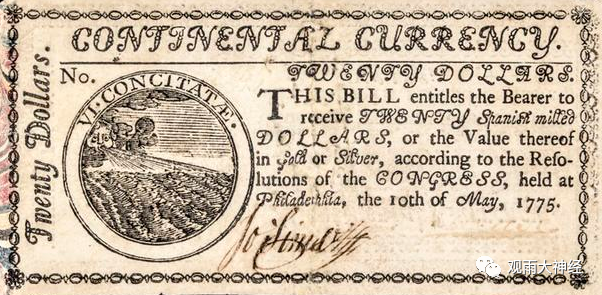 CONTINENTAL CURRENCY.
Twenty Dollars.
No.
VI CONCITATÆ.
TWENTY DOLLARS.
THIS BILL entitles the Bearer to
receive TWENTY Spanish milled
DOLLARS, or the Value thereof
in Gold or Silver, according to the Reso-
lutions of the CONGRESS, held at
Philadelphia, the 10th of May, 1775.
观雨大神经